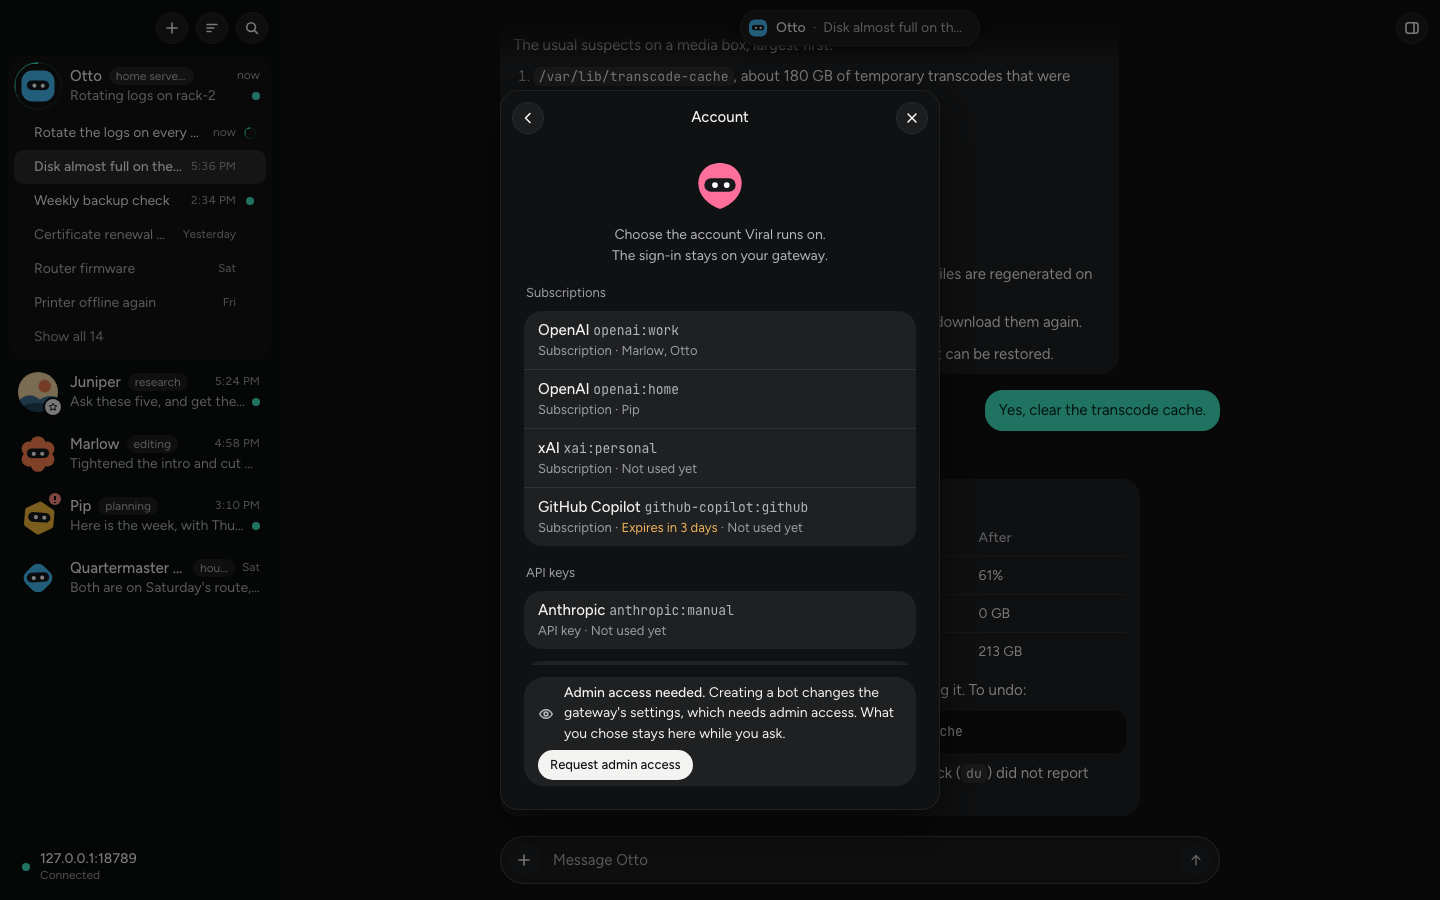 Otto home serve... now
Rotating logs on rack-2
Rotate the logs on every ... now
Disk almost full on the... 5:36 PM
Weekly backup check 2:34 PM
Certificate renewal ... Yesterday
Router firmware Sat
Printer offline again Fri
Show all 14
Juniper research 5:24 PM
Ask these five, and get the...
Marlow editing 4:58 PM
Tightened the intro and cut ...
Pip planning 3:10 PM
Here is the week, with Thu...
Quartermaster ... hou... Sat
Both are on Saturday's route,...
127.0.0.1:18789
Connected
Otto · Disk almost full on th...
The usual suspects on a media box, largest first:
1. /var/lib/transcode-cache, about 180 GB of temporary transcodes that were
Account
Choose the account Viral runs on.
The sign-in stays on your gateway.
Subscriptions
OpenAI openai:work
Subscription · Marlow, Otto
OpenAI openai:home
Subscription · Pip
xAI xai:personal
Subscription · Not used yet
GitHub Copilot github-copilot:github
Subscription · Expires in 3 days · Not used yet
API keys
Anthropic anthropic:manual
API key · Not used yet
Admin access needed. Creating a bot changes the
gateway's settings, which needs admin access. What
you chose stays here while you ask.
Request admin access
are regenerated on
download them again.
can be restored.
Yes, clear the transcode cache.
After
61%
0 GB
213 GB
it. To undo:
(du) did not report
Message Otto